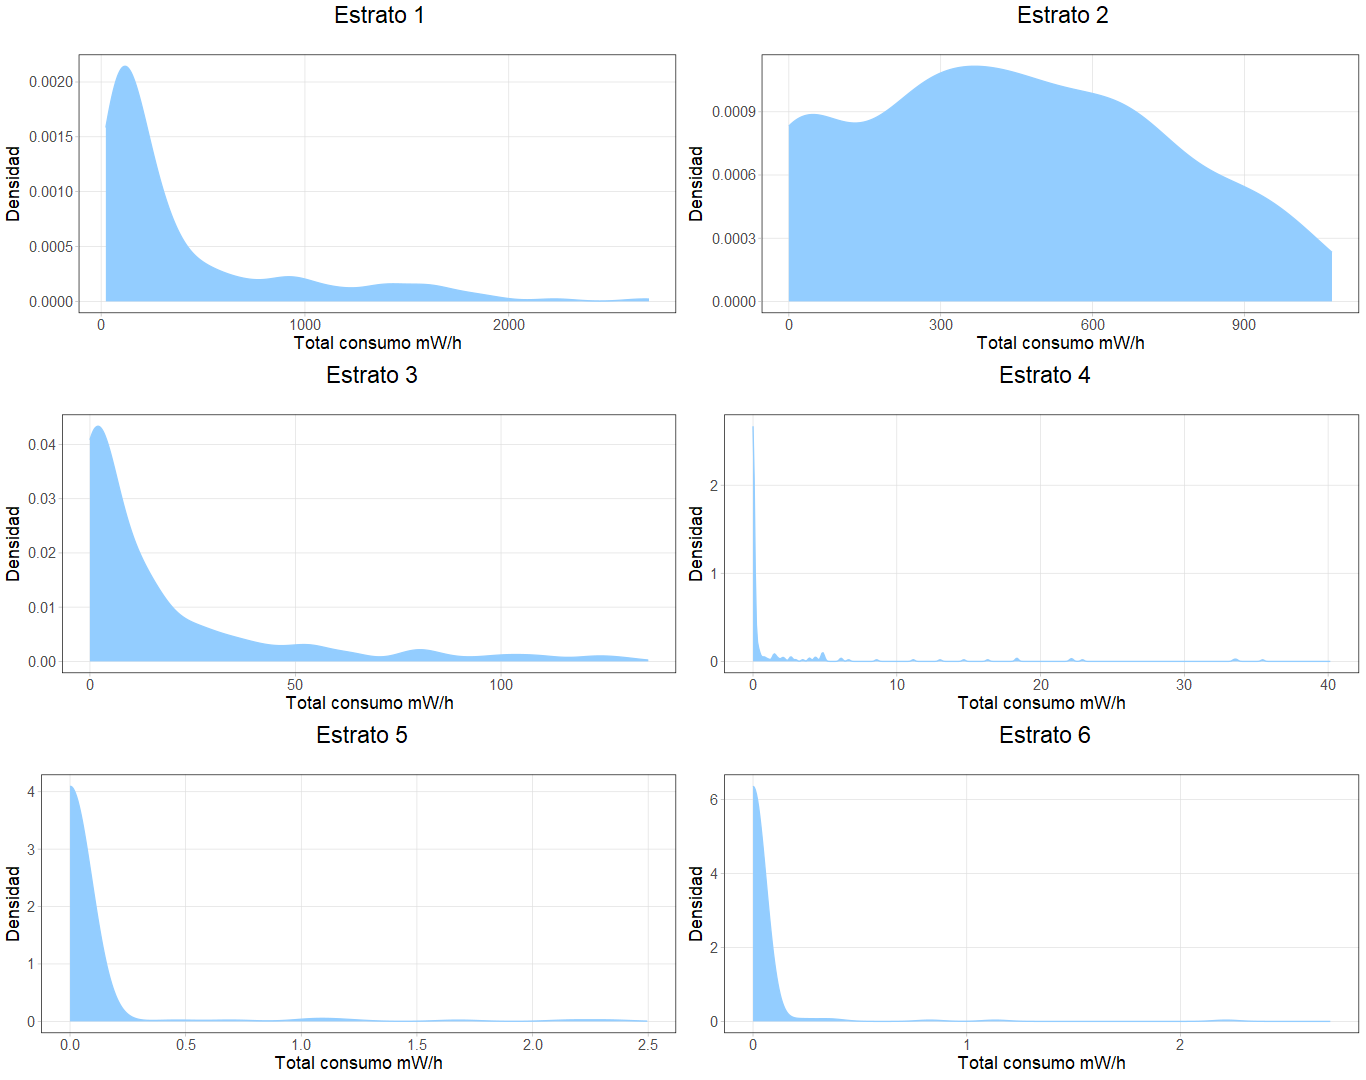 Estrato 1
Densidad
0.0020
0.0015
0.0010
0.0005
0.0000
0 1000 2000
Total consumo mW/h
Estrato 2
Densidad
0.0009
0.0006
0.0003
0.0000
0 300 600 900
Total consumo mW/h
Estrato 3
Densidad
0.04
0.03
0.02
0.01
0.00
0 50 100
Total consumo mW/h
Estrato 4
Densidad
2
1
0
0 10 20 30 40
Total consumo mW/h
Estrato 5
Densidad
4
3
2
1
0
0.0 0.5 1.0 1.5 2.0 2.5
Total consumo mW/h
Estrato 6
Densidad
6
4
2
0
0 1 2
Total consumo mW/h